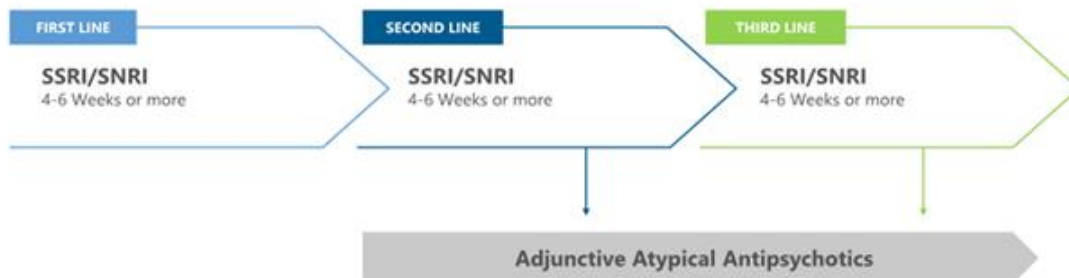 FIRST LINE
SSRI/SNRI
4-6 Weeks or more
SECOND LINE
SSRI/SNRI
4-6 Weeks or more
THIRD LINE
SSRI/SNRI
4-6 Weeks or more
Adjunctive Atypical Antipsychotics